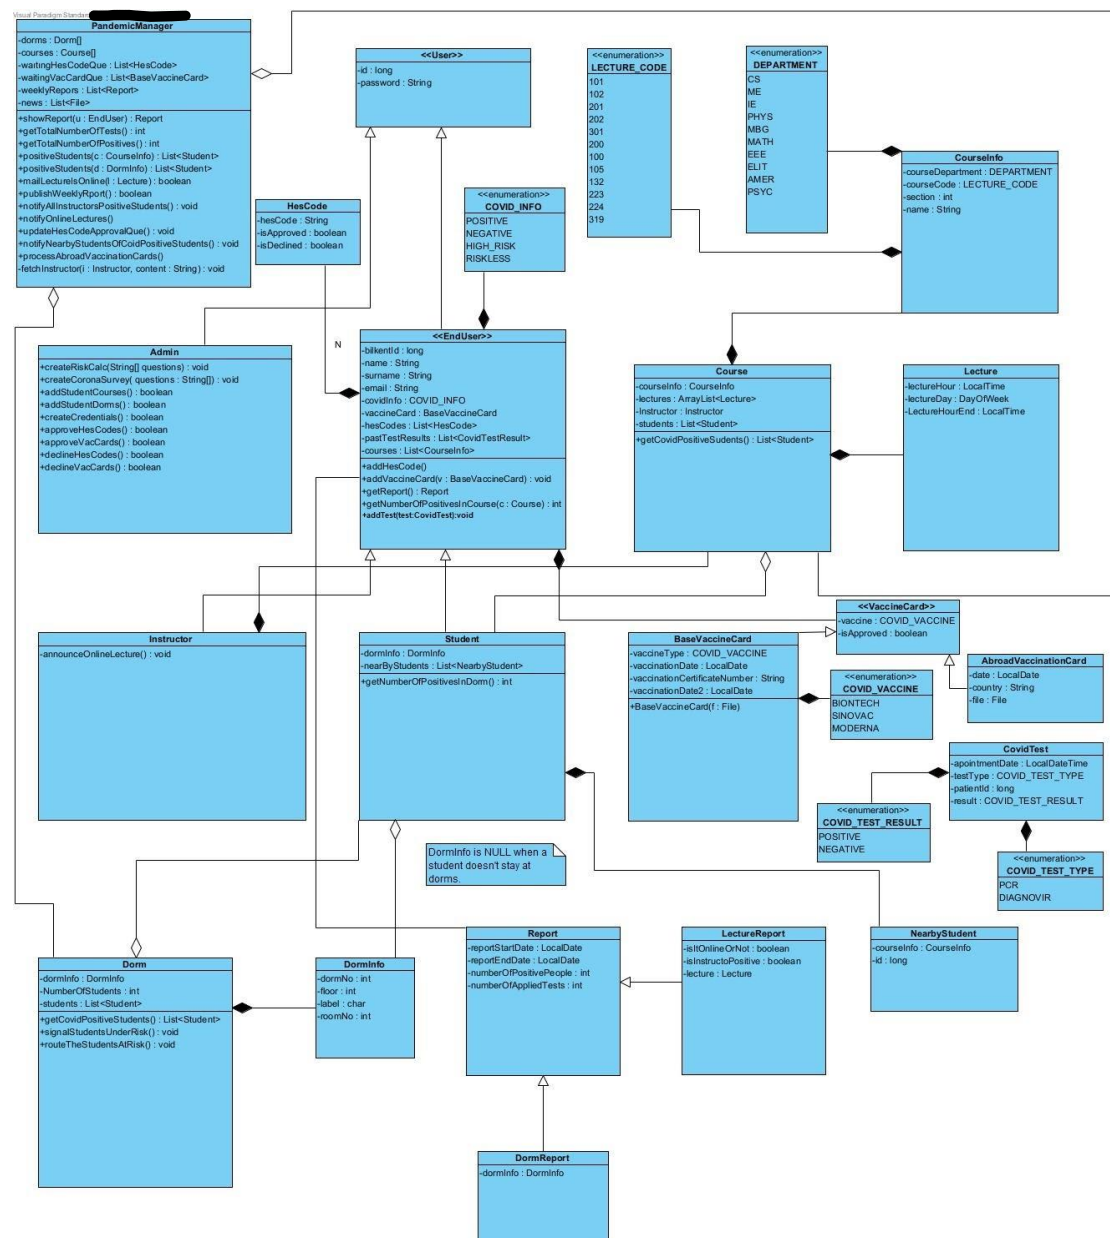 Visual Paradigm Standard
PandemicManager
-dorms : Dorm[]
-courses : Course[]
-waitingHesCodeQue : List<HesCode>
-waitingVacCardQue : List<BaseVaccineCard>
-weeklyRepors : List<Report>
-news : List<File>
+showReport(u : EndUser) : Report
+getTotalNumberOfTests() : int
+getTotalNumberOfPositives() : int
+positiveStudents(c : CourseInfo) : List<Student>
+positiveStudents(d : DormInfo) : List<Student>
+mailLectureIsOnline(l : Lecture) : boolean
+publishWeeklyRport() : boolean
+notifyAllInstructorsPositiveStudents() : void
+notifyOnlineLectures()
+updateHesCodeApprovalQue() : void
+notifyNearbyStudentsOfCoidPositiveStudents() : void
+processAbroadVaccinationCards()
-fetchInstructor(i : Instructor, content : String) : void
<<User>>
-id : long
-password : String
<<enumeration>>
LECTURE_CODE
101
102
201
202
301
200
100
105
132
223
224
319
<<enumeration>>
DEPARTMENT
CS
ME
IE
PHYS
MBG
MATH
EEE
ELIT
AMER
PSYC
CourseInfo
-courseDepartment : DEPARTMENT
-courseCode : LECTURE_CODE
-section : int
-name : String
HesCode
-hesCode : String
-isApproved : boolean
-isDeclined : boolean
<<enumeration>>
COVID_INFO
POSITIVE
NEGATIVE
HIGH_RISK
RISKLESS
N
Admin
+createRiskCalc(String[] questions) : void
+createCoronaSurvey( questions : String[]) : void
+addStudentCourses() : boolean
+addStudentDorms() : boolean
+createCredentials() : boolean
+approveHesCodes() : boolean
+approveVacCards() : boolean
+declineHesCodes() : boolean
+declineVacCards() : boolean
<<EndUser>>
-bilkentId : long
-name : String
-surname : String
-email : String
-covidInfo : COVID_INFO
-vaccineCard : BaseVaccineCard
-hesCodes : List<HesCode>
-pastTestResults : List<CovidTestResult>
-courses : List<CourseInfo>
+addHesCode()
+addVaccineCard(v : BaseVaccineCard) : void
+getReport() : Report
+getNumberOfPositivesInCourse(c : Course) : int
+addTest(test:CovidTest):void
Course
-courseInfo : CourseInfo
-lectures : ArrayList<Lecture>
-Instructor : Instructor
-students : List<Student>
+getCovidPositiveSudents() : List<Student>
Lecture
-lectureHour : LocalTime
-lectureDay : DayOfWeek
-LectureHourEnd : LocalTime
Instructor
-announceOnlineLecture() : void
Student
-dormInfo : DormInfo
-nearByStudents : List<NearbyStudent>
+getNumberOfPositivesInDorm() : int
BaseVaccineCard
-vaccineType : COVID_VACCINE
-vaccinationDate : LocalDate
-vaccinationCertificateNumber : String
-vaccinationDate2 : LocalDate
+BaseVaccineCard(f : File)
<<VaccineCard>>
-vaccine : COVID_VACCINE
-isApproved : boolean
<<enumeration>>
COVID_VACCINE
BIONTECH
SINOVAC
MODERNA
AbroadVaccinationCard
-date : LocalDate
-country : String
-file : File
CovidTest
-apointmentDate : LocalDateTime
-testType : COVID_TEST_TYPE
-patientId : long
-result : COVID_TEST_RESULT
<<enumeration>>
COVID_TEST_RESULT
POSITIVE
NEGATIVE
<<enumeration>>
COVID_TEST_TYPE
PCR
DIAGNOVIR
DormInfo is NULL when a
student doesn't stay at
dorms.
Dorm
-dormInfo : DormInfo
-NumberOfStudents : int
-students : List<Student>
+getCovidPositiveStudents() : List<Student>
+signalStudentsUnderRisk() : void
+routeTheStudentsAtRisk() : void
DormInfo
-dormNo : int
-floor : int
-label : char
-roomNo : int
Report
-reportStartDate : LocalDate
-reportEndDate : LocalDate
-numberOfPositivePeople : int
-numberOfAppliedTests : int
LectureReport
-isItOnlineOrNot : boolean
-isInstructoPositive : boolean
-lecture : Lecture
NearbyStudent
-courseInfo : CourseInfo
-id : long
DormReport
-dormInfo : DormInfo